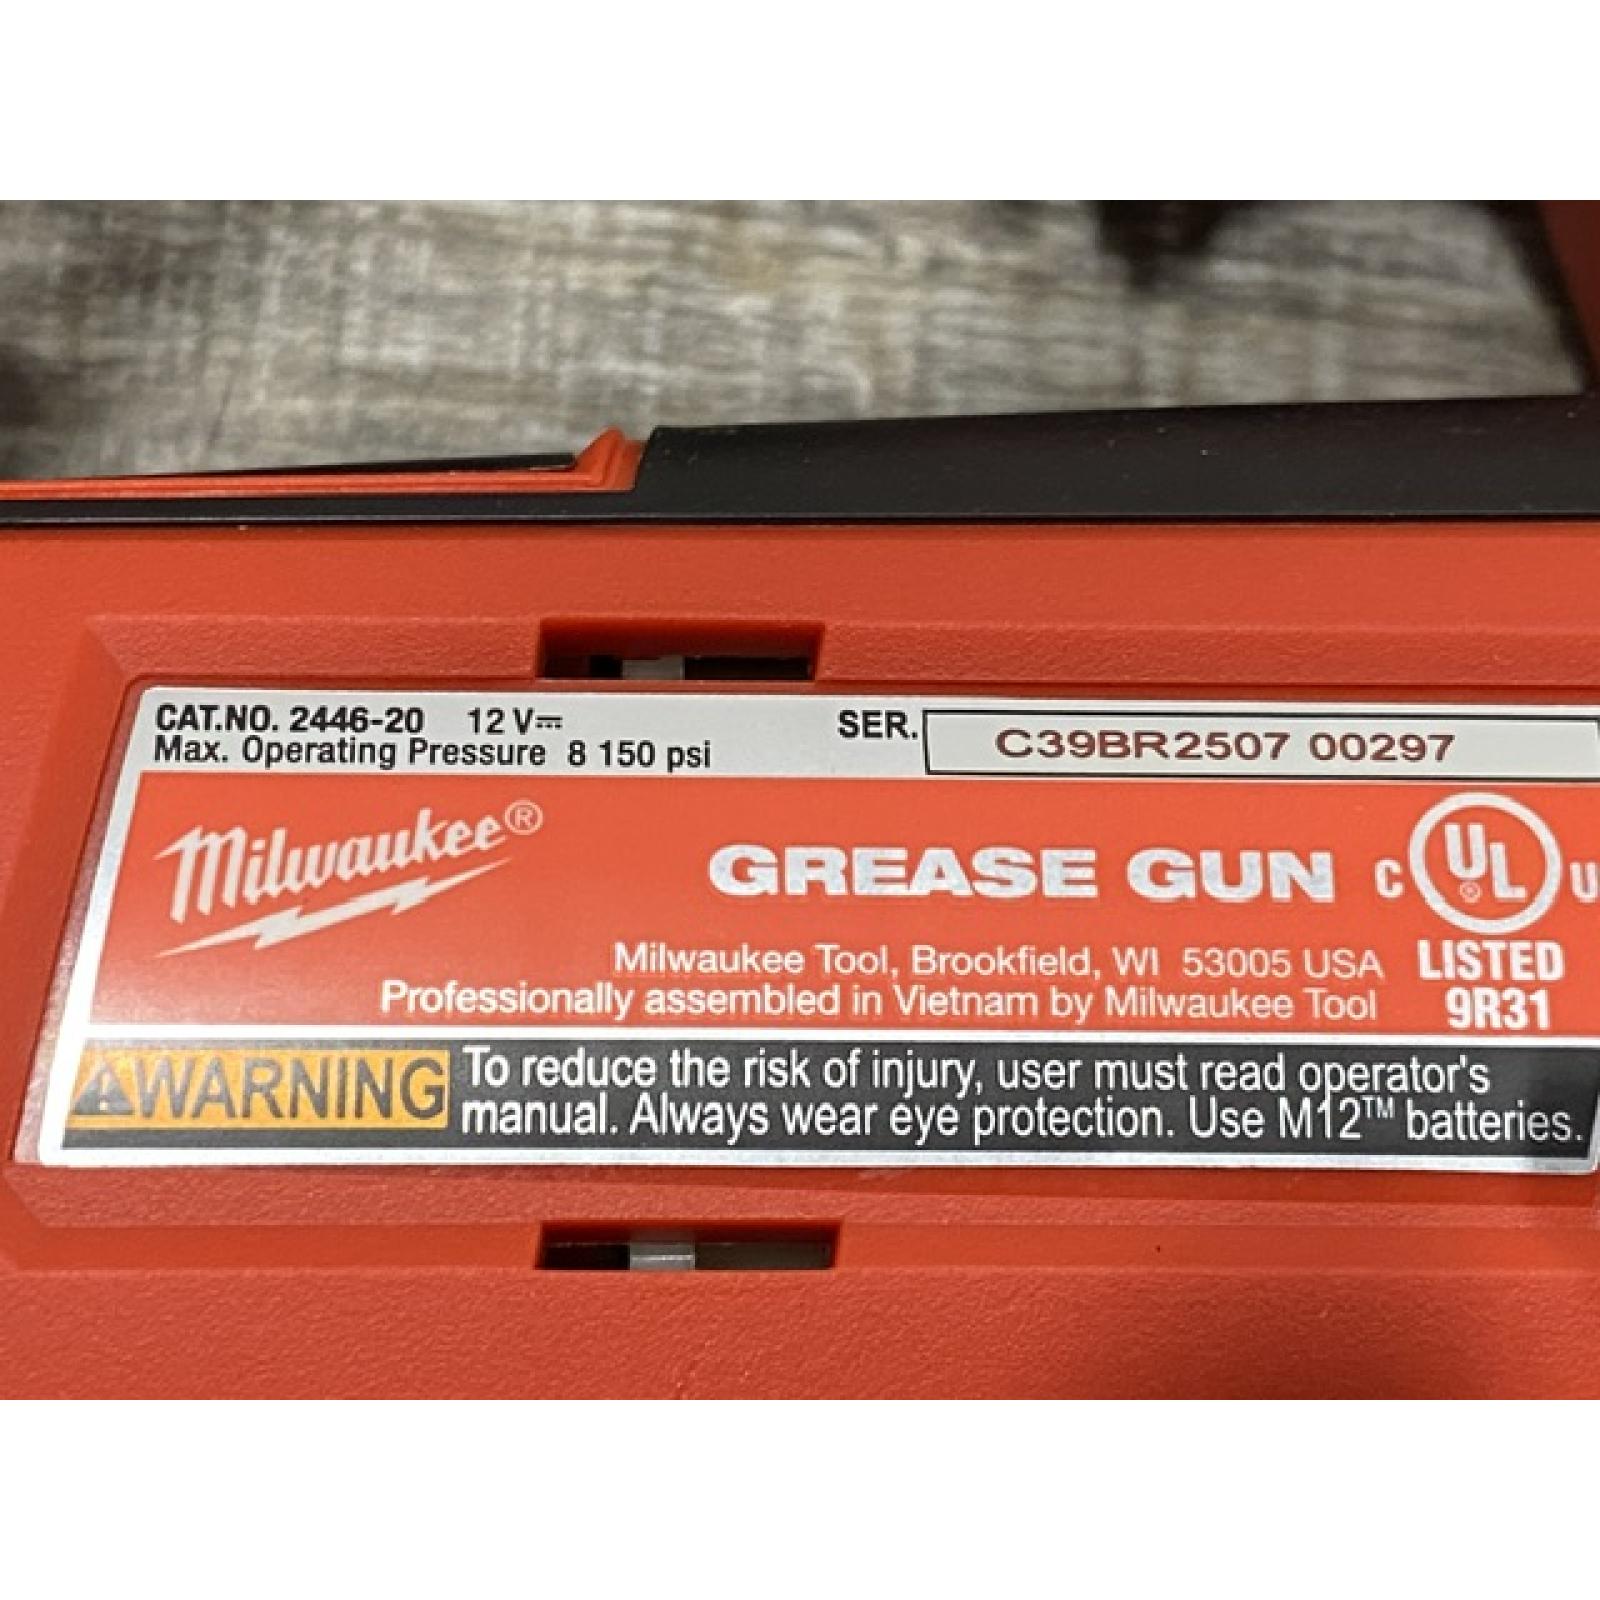 CAT.NO. 2446-20 12 V⎓ SER. C39BR2507 00297
Max. Operating Pressure 8 150 psi
Milwaukee®
GREASE GUN
C UL® U
Milwaukee Tool, Brookfield, WI 53005 USA
Professionally assembled in Vietnam by Milwaukee Tool
LISTED
9R31
WARNING
To reduce the risk of injury, user must read operator's
manual. Always wear eye protection. Use M12™ batteries.